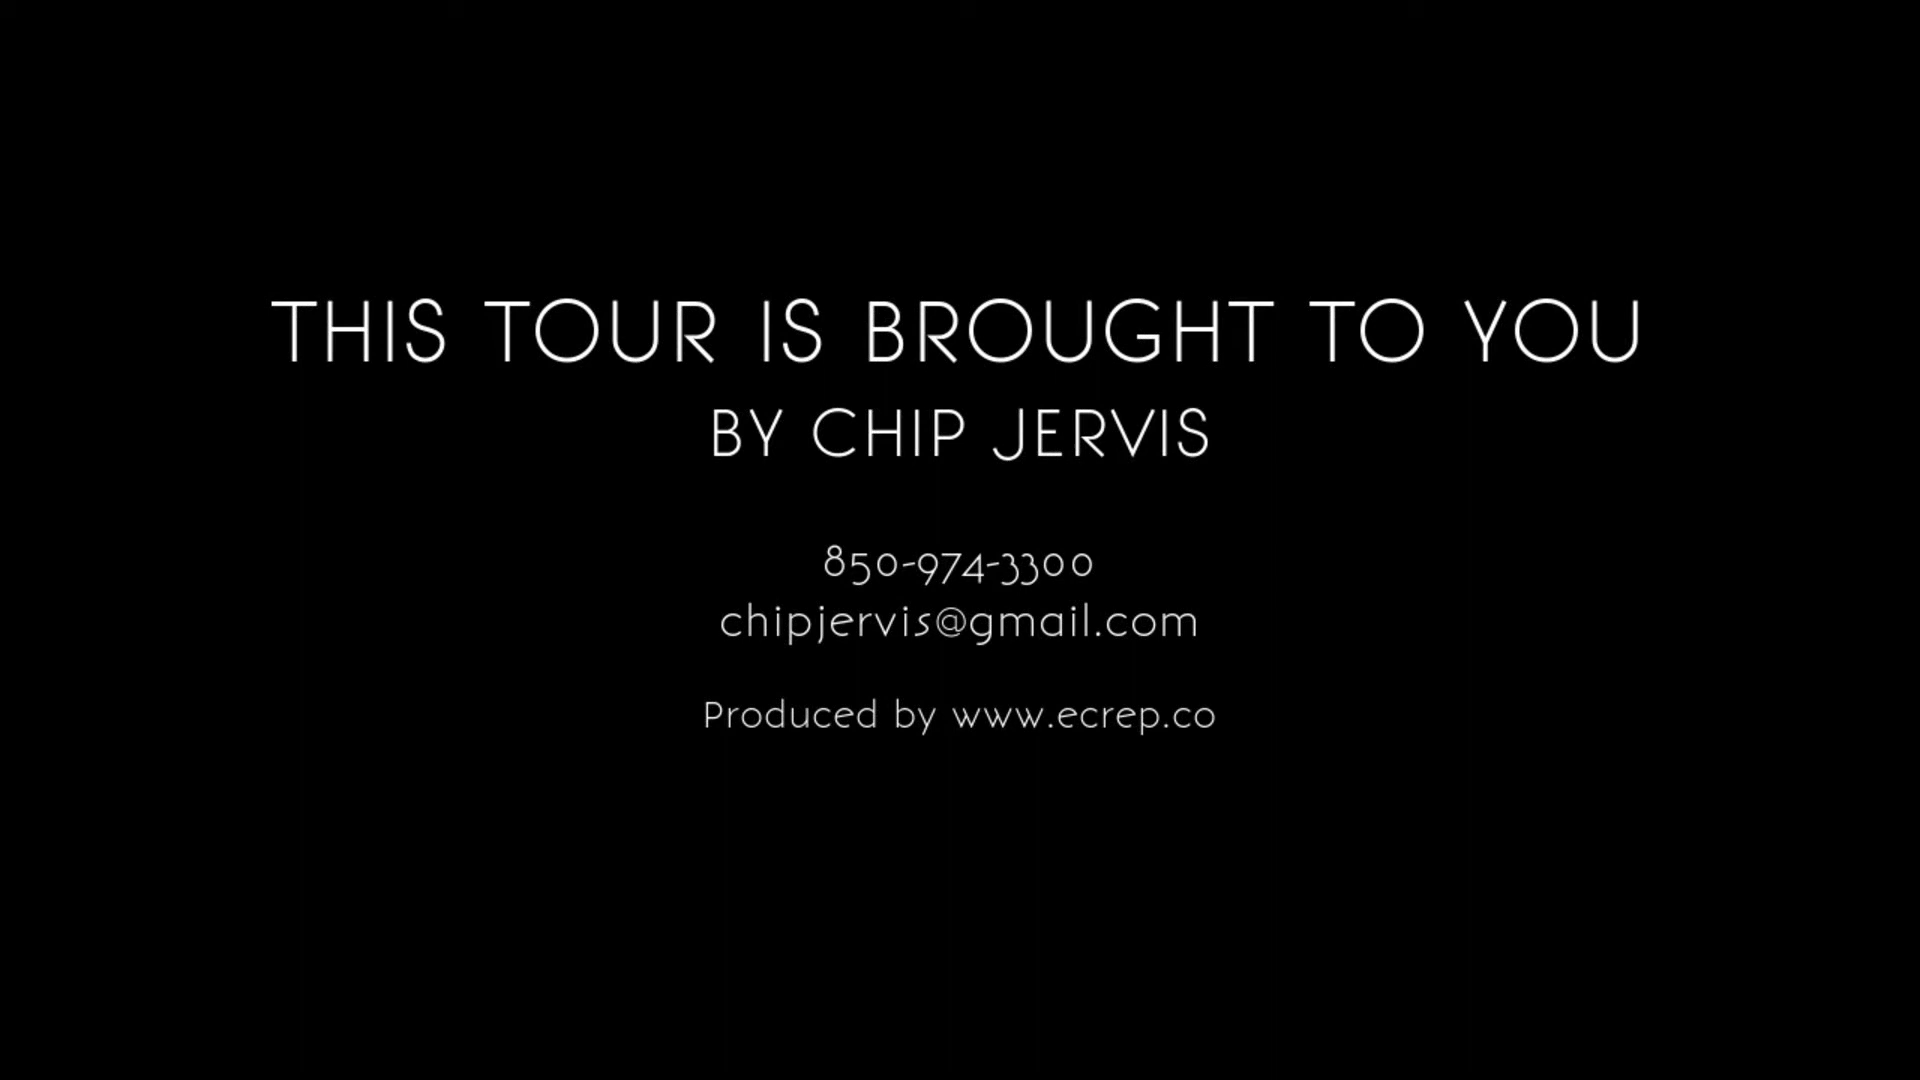 THIS TOUR IS BROUGHT TO YOU
BY CHIP JERVIS
850-974-3300
chipjervis@gmail.com
Produced by www.ecrep.co